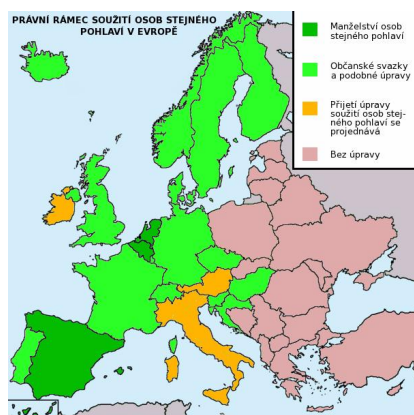 PRÁVNÍ RÁMEC SOUŽITÍ OSOB STEJNÉHO
POHLAVÍ V EVROPĚ
Manželství osob
stejného pohlaví
Občanské svazky
a podobné úpravy
Přijetí úpravy
soužití osob stej-
ného pohlaví se
projednává
Bez úpravy